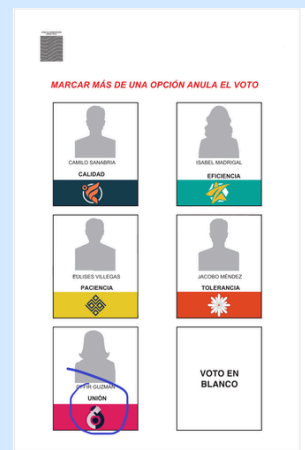 MARCAR MÁS DE UNA OPCIÓN ANULA EL VOTO
CAMILO SANABRIA
CALIDAD
ISABEL MADRIGAL
EFICIENCIA
EULISES VILLEGAS
PACIENCIA
JACOBO MÉNDEZ
TOLERANCIA
GUZMÁN
UNIÓN
VOTO EN
BLANCO